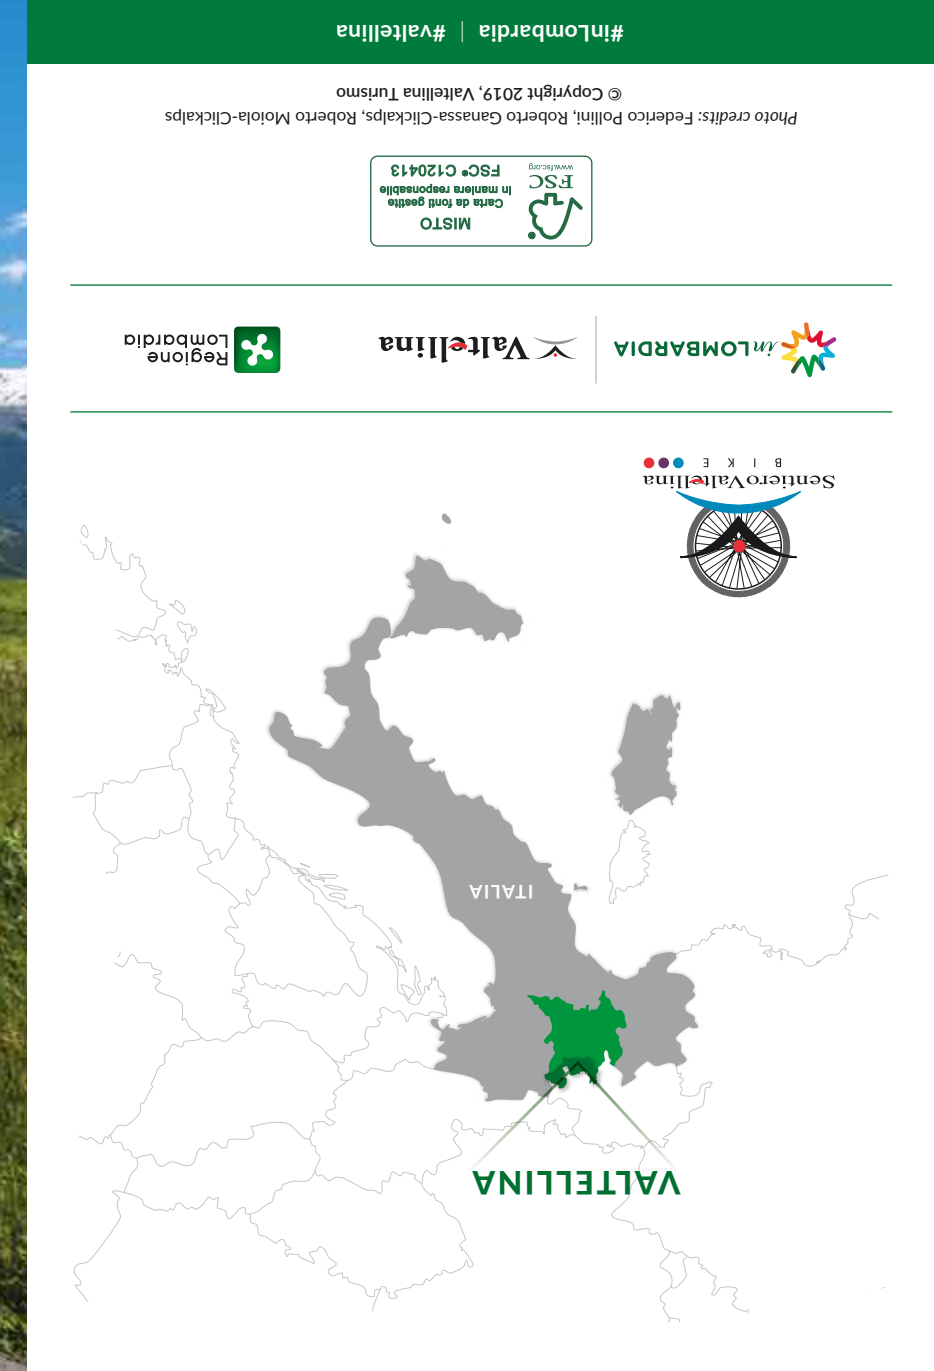 VALTELLINA
ITALIA
SentieroValtellina
B I K E
inLOMBARDIA
Valtellina
Regione
Lombardia
FSC
www.fsc.org
MISTO
Carta da fonti gestite
in maniera responsabile
FSC® C120413
Photo credits: Federico Pollini, Roberto Ganassa-Clickalps, Roberto Moiola-Clickalps
© Copyright 2019, Valtellina Turismo
#inLombardia | #valtellina